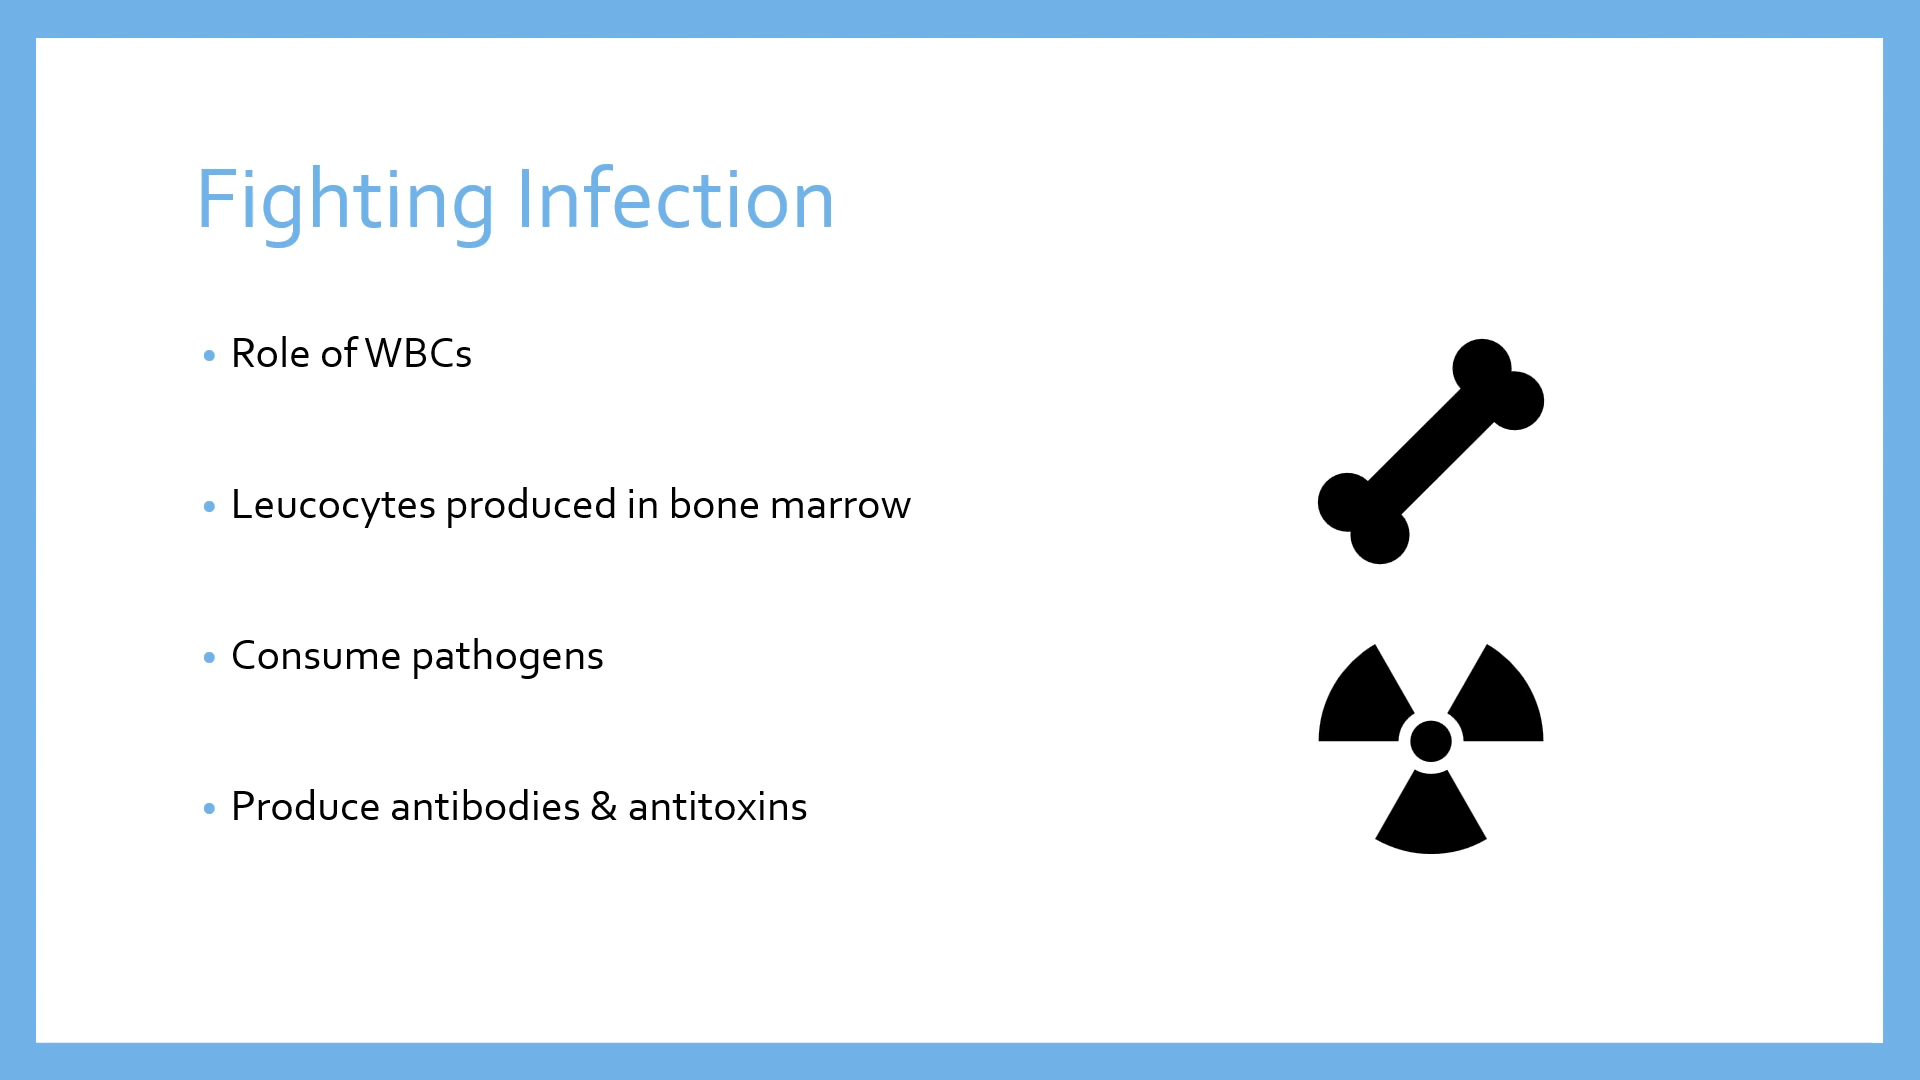 Fighting Infection
• Role of WBCs
• Leucocytes produced in bone marrow
• Consume pathogens
• Produce antibodies & antitoxins